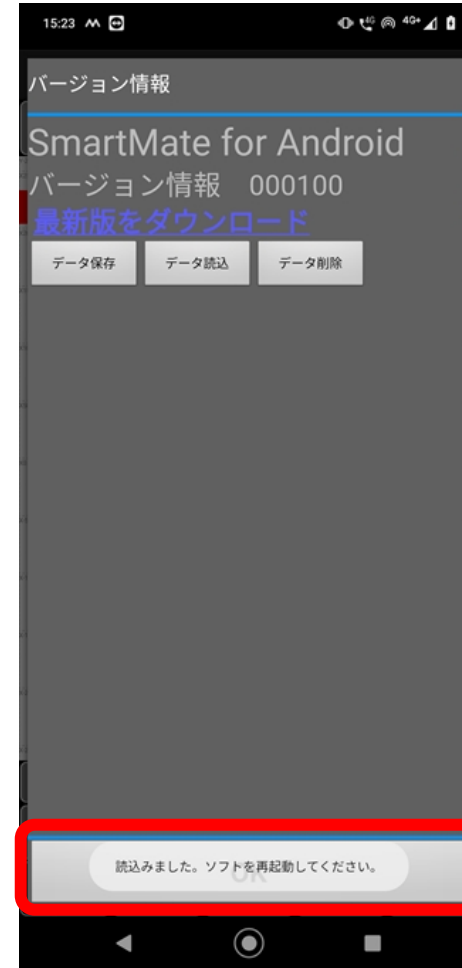 15:23
4G 4G+
バージョン情報
SmartMate for Android
バージョン情報 000100
最新版をダウンロード
データ保存 データ読込 データ削除
読込みました。ソフトを再起動してください。
OK